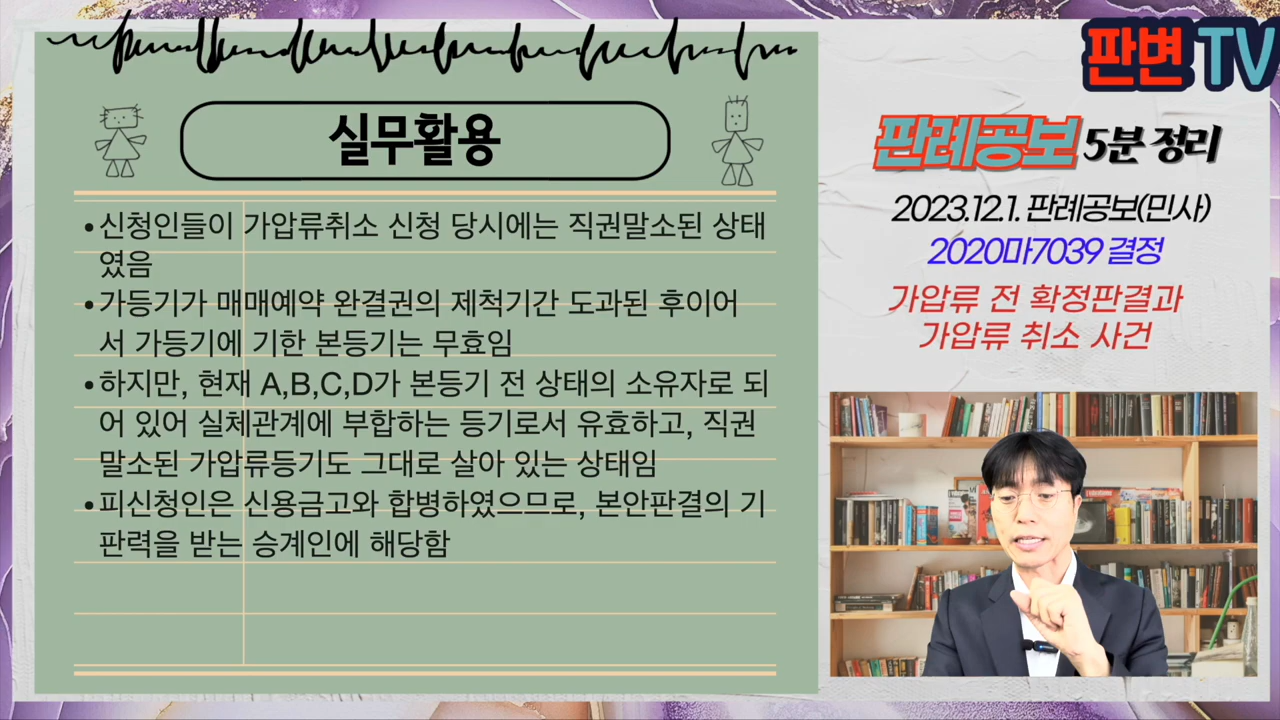 판변 TV
실무활용
• 신청인들이 가압류취소 신청 당시에는 직권말소된 상태
였음
• 가등기가 매매예약 완결권의 제척기간 도과된 후이어
서 가등기에 기한 본등기는 무효임
• 하지만, 현재 A,B,C,D가 본등기 전 상태의 소유자로 되
어 있어 실체관계에 부합하는 등기로서 유효하고, 직권
말소된 가압류등기도 그대로 살아 있는 상태임
• 피신청인은 신용금고와 합병하였으므로, 본안판결의 기
판력을 받는 승계인에 해당함
판례공보 5분 정리
2023.12.1. 판례공보(민사)
2020마7039 결정
가압류 전 확정판결과
가압류 취소 사건